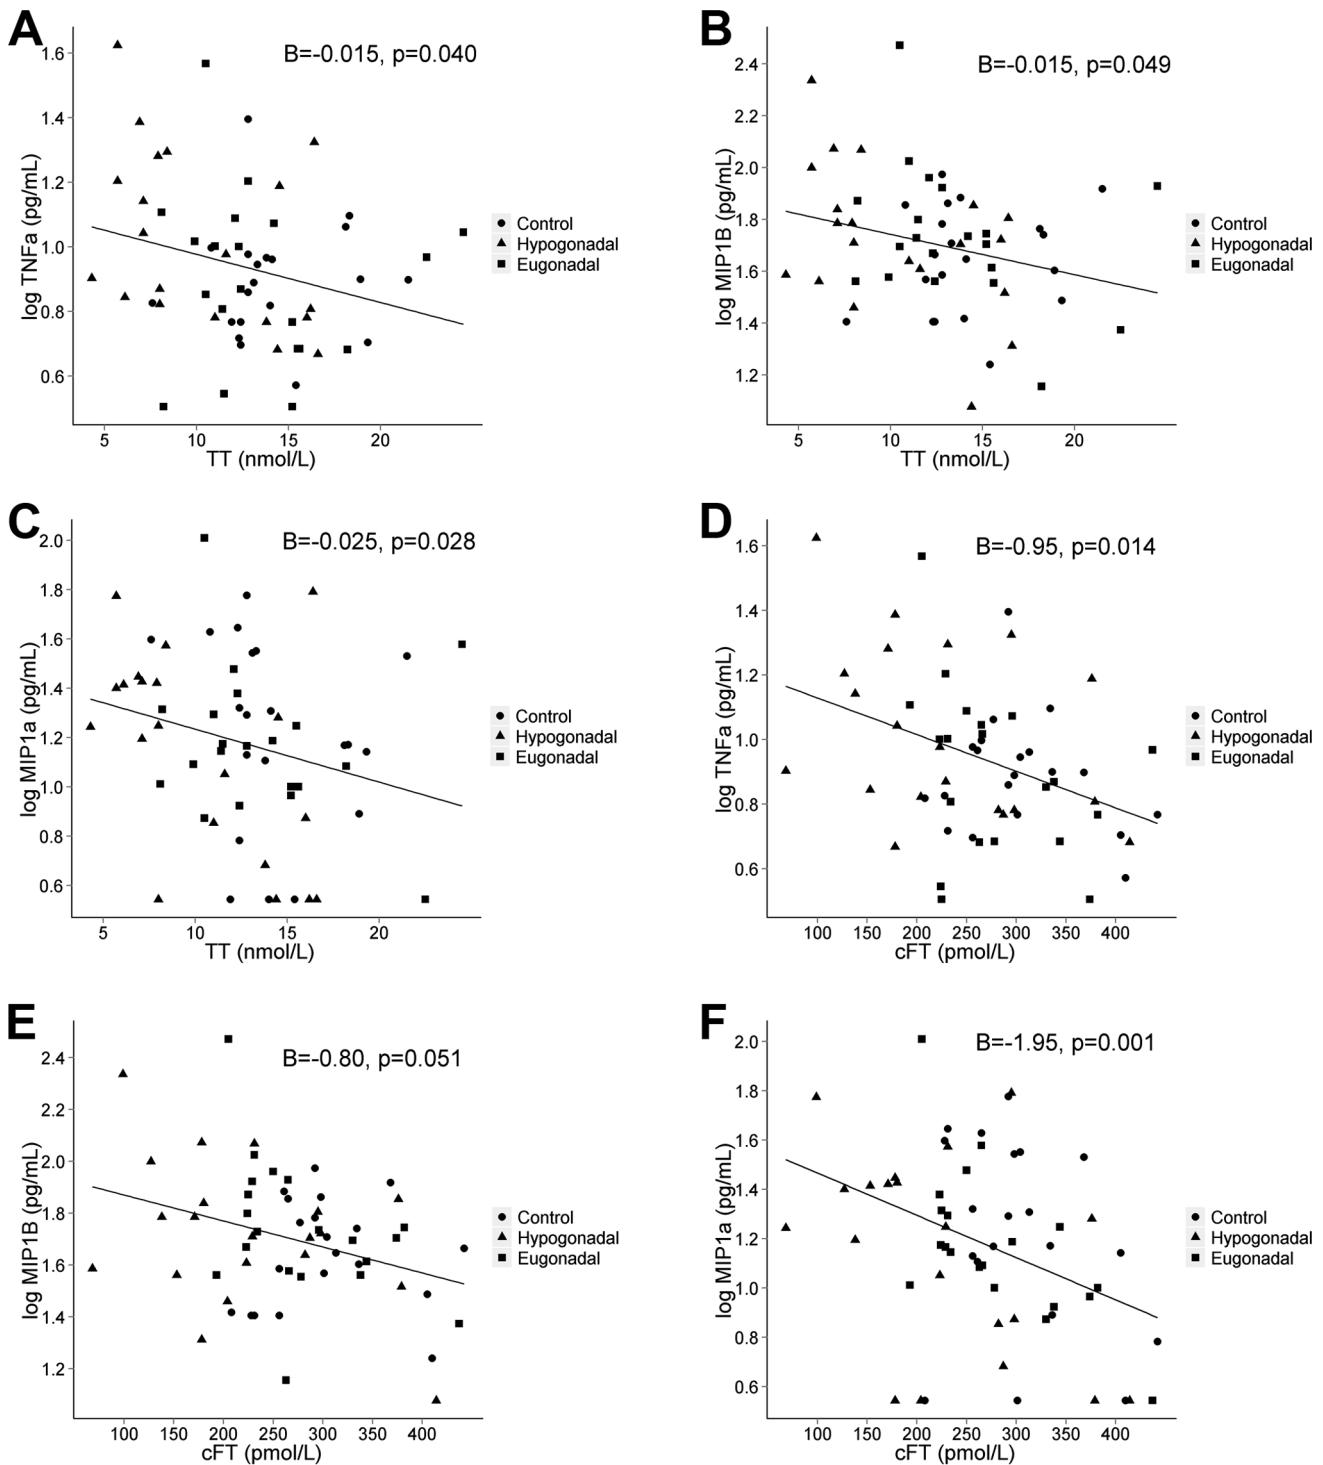 A
B=-0.015, p=0.040
log TNFa (pg/mL)
1.6
1.4
1.2
1.0
0.8
0.6
5 10 15 20
TT (nmol/L)
Control
Hypogonadal
Eugonadal
B
B=-0.015, p=0.049
log MIP1B (pg/mL)
2.4
2.2
2.0
1.8
1.6
1.4
1.2
5 10 15 20
TT (nmol/L)
Control
Hypogonadal
Eugonadal
C
B=-0.025, p=0.028
log MIP1a (pg/mL)
2.0
1.8
1.6
1.4
1.2
1.0
0.8
0.6
5 10 15 20
TT (nmol/L)
Control
Hypogonadal
Eugonadal
D
B=-0.95, p=0.014
log TNFa (pg/mL)
1.6
1.4
1.2
1.0
0.8
0.6
100 150 200 250 300 350 400
cFT (pmol/L)
Control
Hypogonadal
Eugonadal
E
B=-0.80, p=0.051
log MIP1B (pg/mL)
2.4
2.2
2.0
1.8
1.6
1.4
1.2
100 150 200 250 300 350 400
cFT (pmol/L)
Control
Hypogonadal
Eugonadal
F
B=-1.95, p=0.001
log MIP1a (pg/mL)
2.0
1.8
1.6
1.4
1.2
1.0
0.8
0.6
100 150 200 250 300 350 400
cFT (pmol/L)
Control
Hypogonadal
Eugonadal